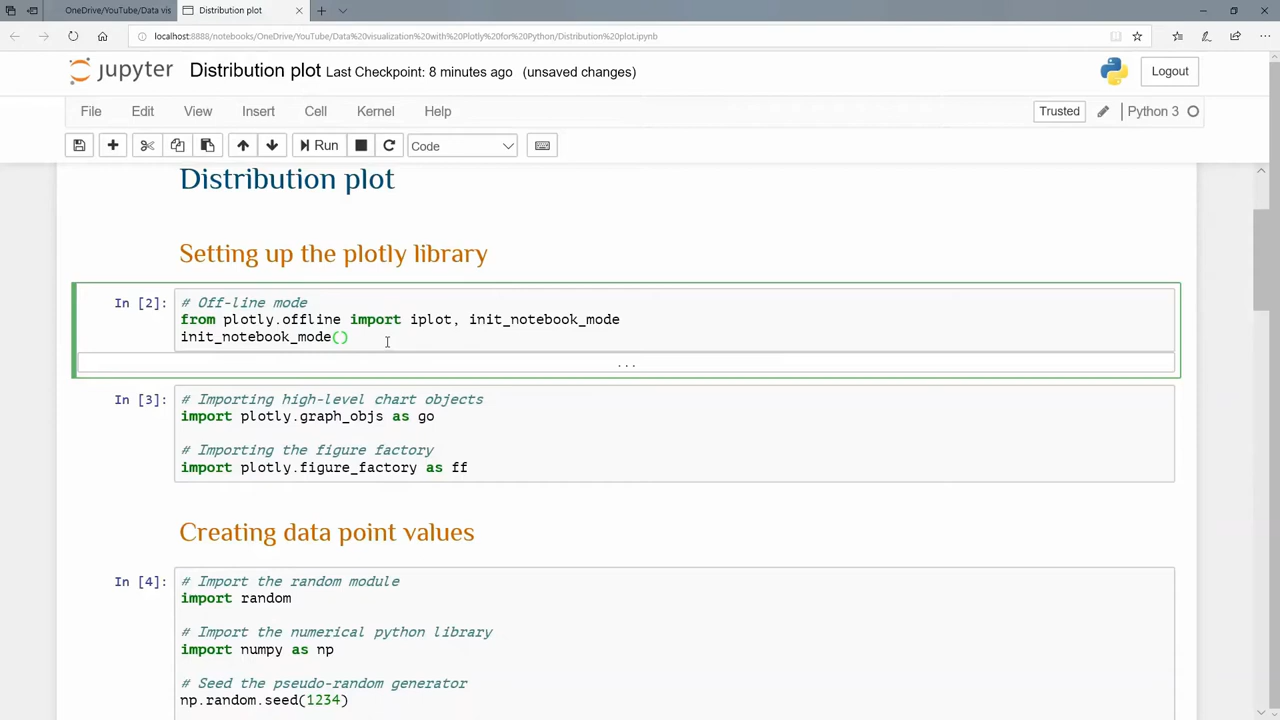 OneDrive/YouTube/Data vis
Distribution plot
localhost:8888/notebooks/OneDrive/YouTube/Data%20visualization%20with%20Plotly%20for%20Python/Distribution%20plot.ipynb
jupyter Distribution plot Last Checkpoint: 8 minutes ago (unsaved changes) Logout
File Edit View Insert Cell Kernel Help Trusted Python 3
Run Code
Distribution plot
Setting up the plotly library
In [2]: # Off-line mode
from plotly.offline import iplot, init_notebook_mode
init_notebook_mode()
...
In [3]: # Importing high-level chart objects
import plotly.graph_objs as go
# Importing the figure factory
import plotly.figure_factory as ff
Creating data point values
In [4]: # Import the random module
import random
# Import the numerical python library
import numpy as np
# Seed the pseudo-random generator
np.random.seed(1234)